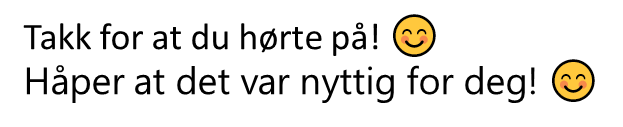 Takk for at du hørte på! 😊
Håper at det var nyttig for deg! 😊